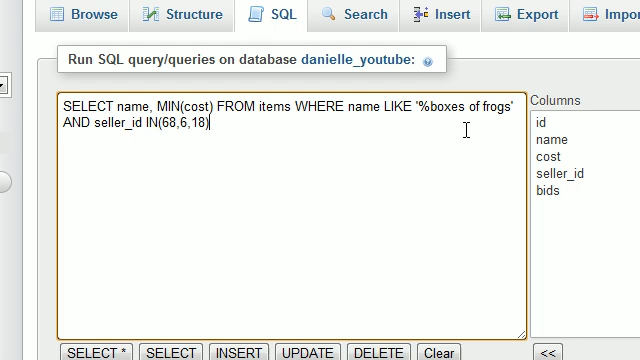 Browse Structure SQL Search Insert Export
Run SQL query/queries on database danielle_youtube:
SELECT name, MIN(cost) FROM items WHERE name LIKE '%boxes of frogs'
AND seller_id IN(68,6,18)
Columns
id
name
cost
seller_id
bids
SELECT * SELECT INSERT UPDATE DELETE Clear <<